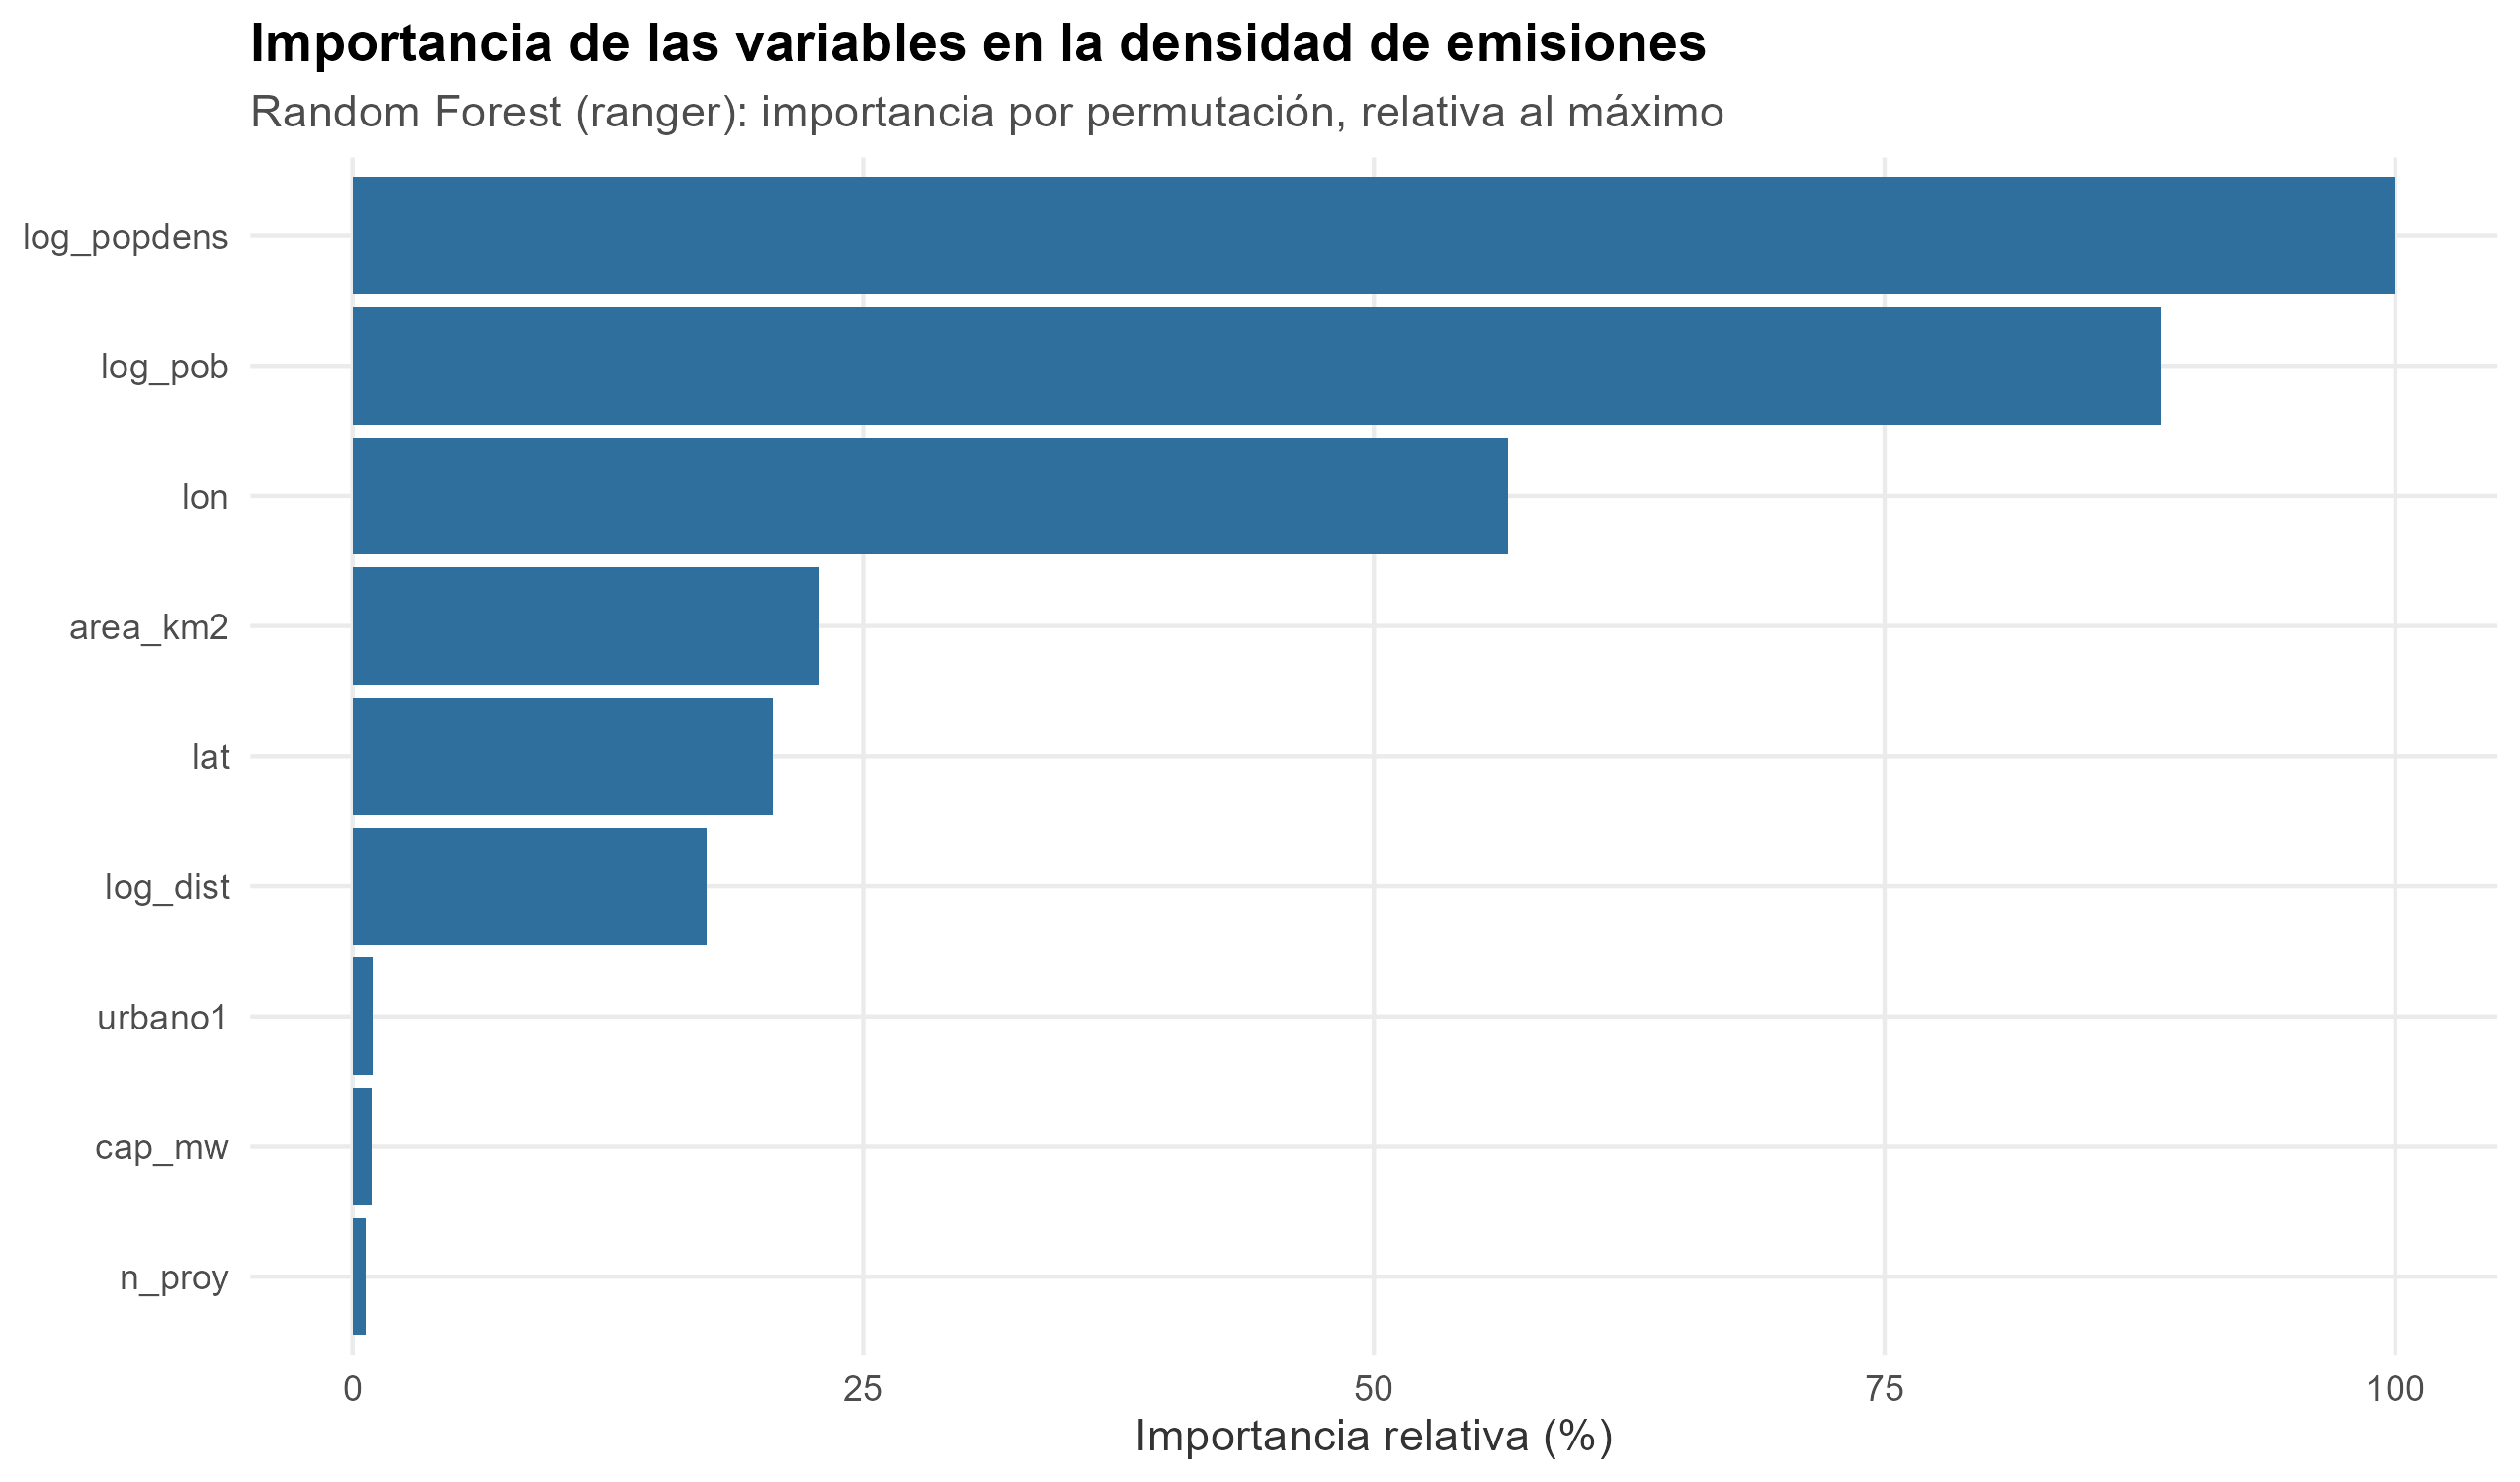 Importancia de las variables en la densidad de emisiones
Random Forest (ranger): importancia por permutación, relativa al máximo
log_popdens
log_pob
lon
area_km2
lat
log_dist
urbano1
cap_mw
n_proy
0 25 50 75 100
Importancia relativa (%)